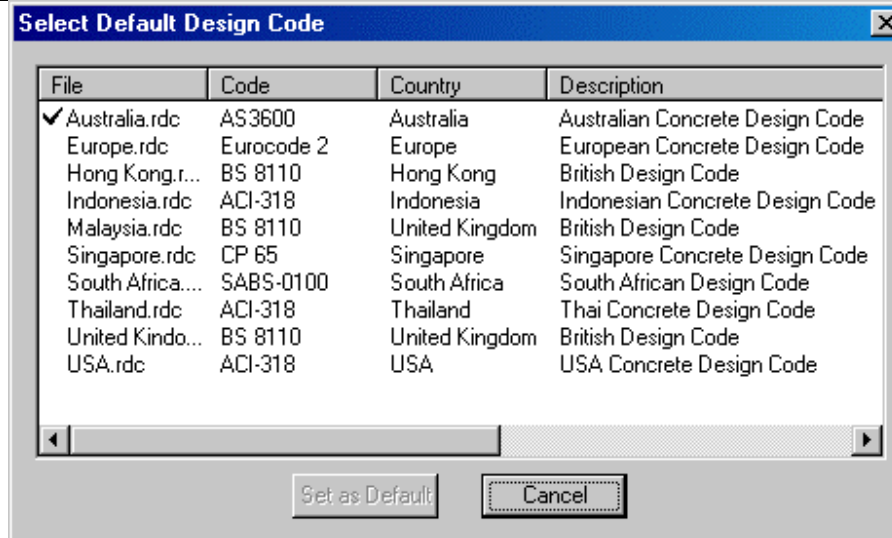 Select Default Design Code
File Code Country Description
Australia.rdc AS3600 Australia Australian Concrete Design Code
Europe.rdc Eurocode 2 Europe European Concrete Design Code
Hong Kong.r... BS 8110 Hong Kong British Design Code
Indonesia.rdc ACI-318 Indonesia Indonesian Concrete Design Code
Malaysia.rdc BS 8110 United Kingdom British Design Code
Singapore.rdc CP 65 Singapore Singapore Concrete Design Code
South Africa.... SABS-0100 South Africa South African Design Code
Thailand.rdc ACI-318 Thailand Thai Concrete Design Code
United Kindo... BS 8110 United Kingdom British Design Code
USA.rdc ACI-318 USA USA Concrete Design Code
Set as Default Cancel